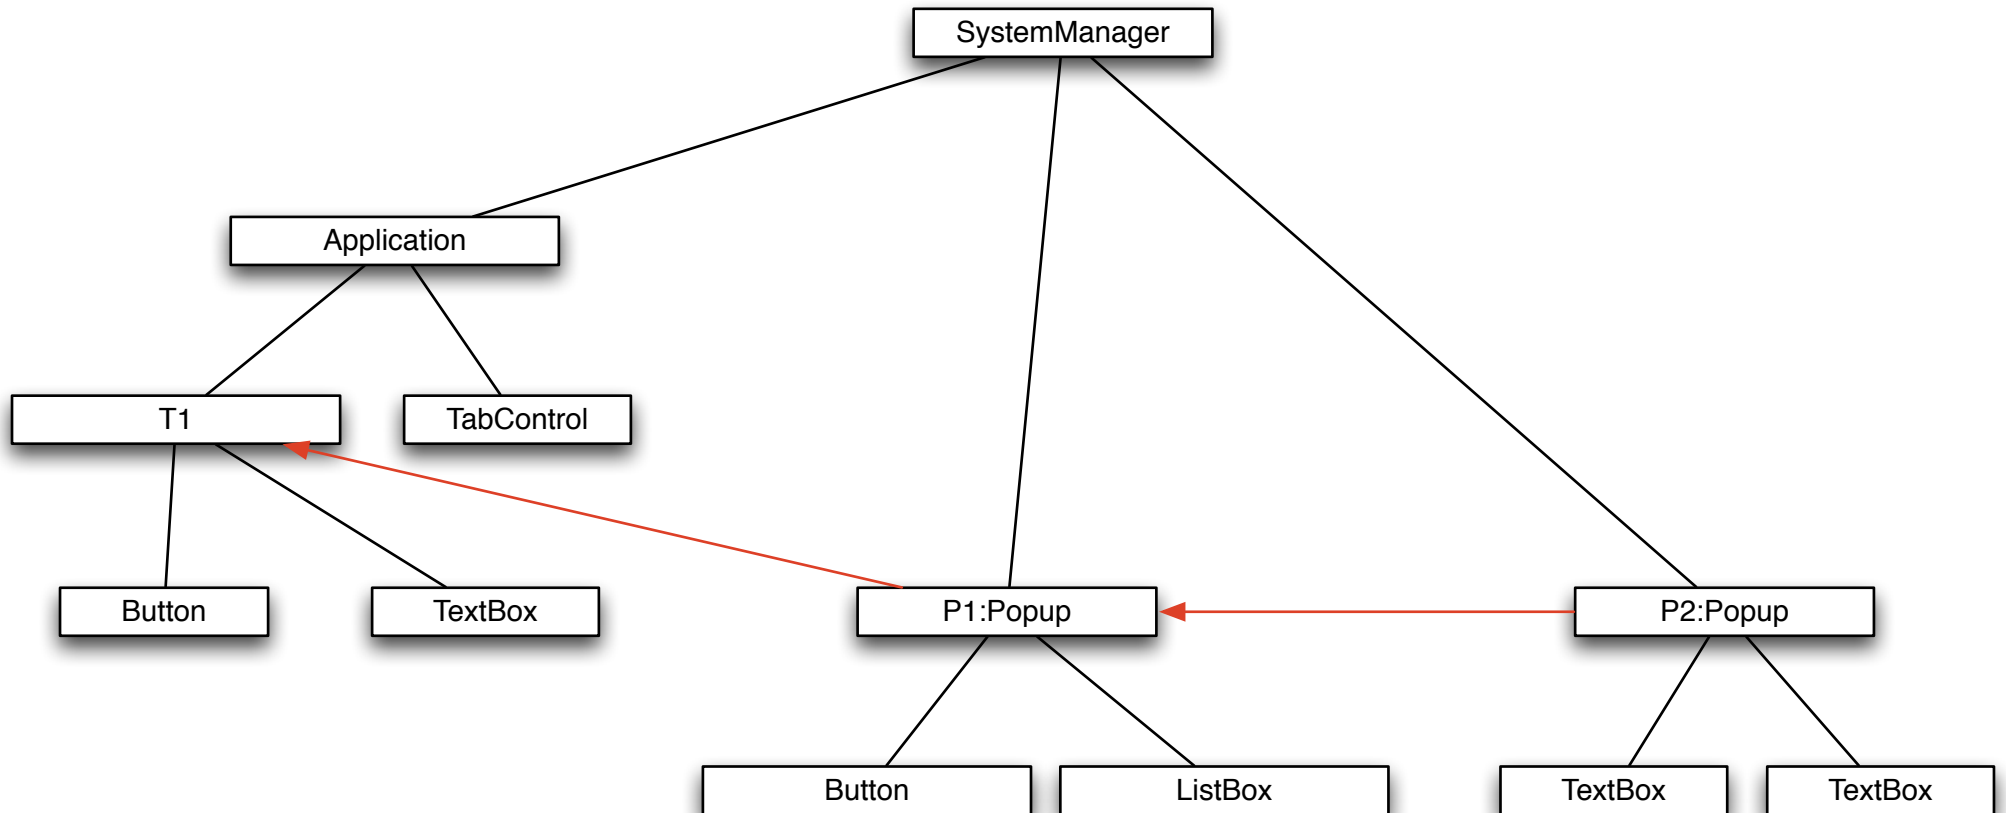 SystemManager
Application
T1
TabControl
Button
TextBox
P1:Popup
P2:Popup
Button
ListBox
TextBox
TextBox